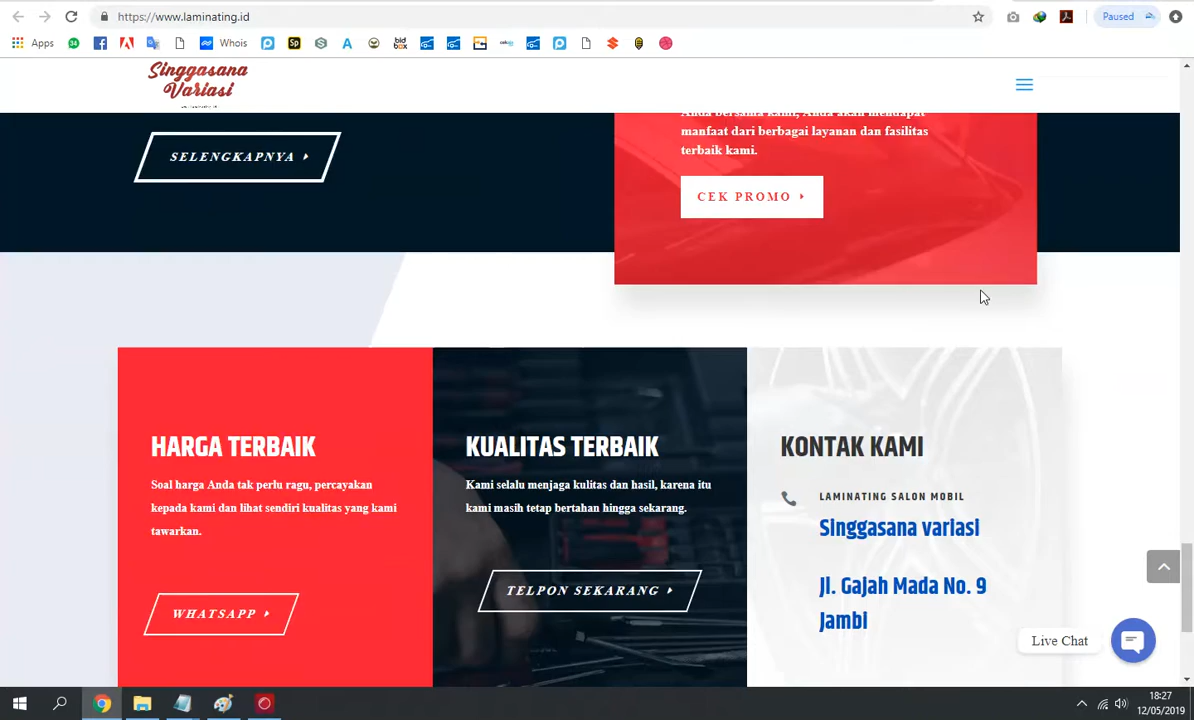 https://www.laminating.id
Paused
Apps
34
Whois
Sp
bid
box
Singgasana
Variasi
Anda bersama kami, Anda akan mendapat
manfaat dari berbagai layanan dan fasilitas
terbaik kami.
SELENGKAPNYA
CEK PROMO
HARGA TERBAIK
Soal harga Anda tak perlu ragu, percayakan
kepada kami dan lihat sendiri kualitas yang kami
tawarkan.
WHATSAPP
KUALITAS TERBAIK
Kami selalu menjaga kulitas dan hasil, karena itu
kami masih tetap bertahan hingga sekarang.
TELPON SEKARANG
KONTAK KAMI
LAMINATING SALON MOBIL
Singgasana variasi
Jl. Gajah Mada No. 9
Jambi
Live Chat
18:27
12/05/2019